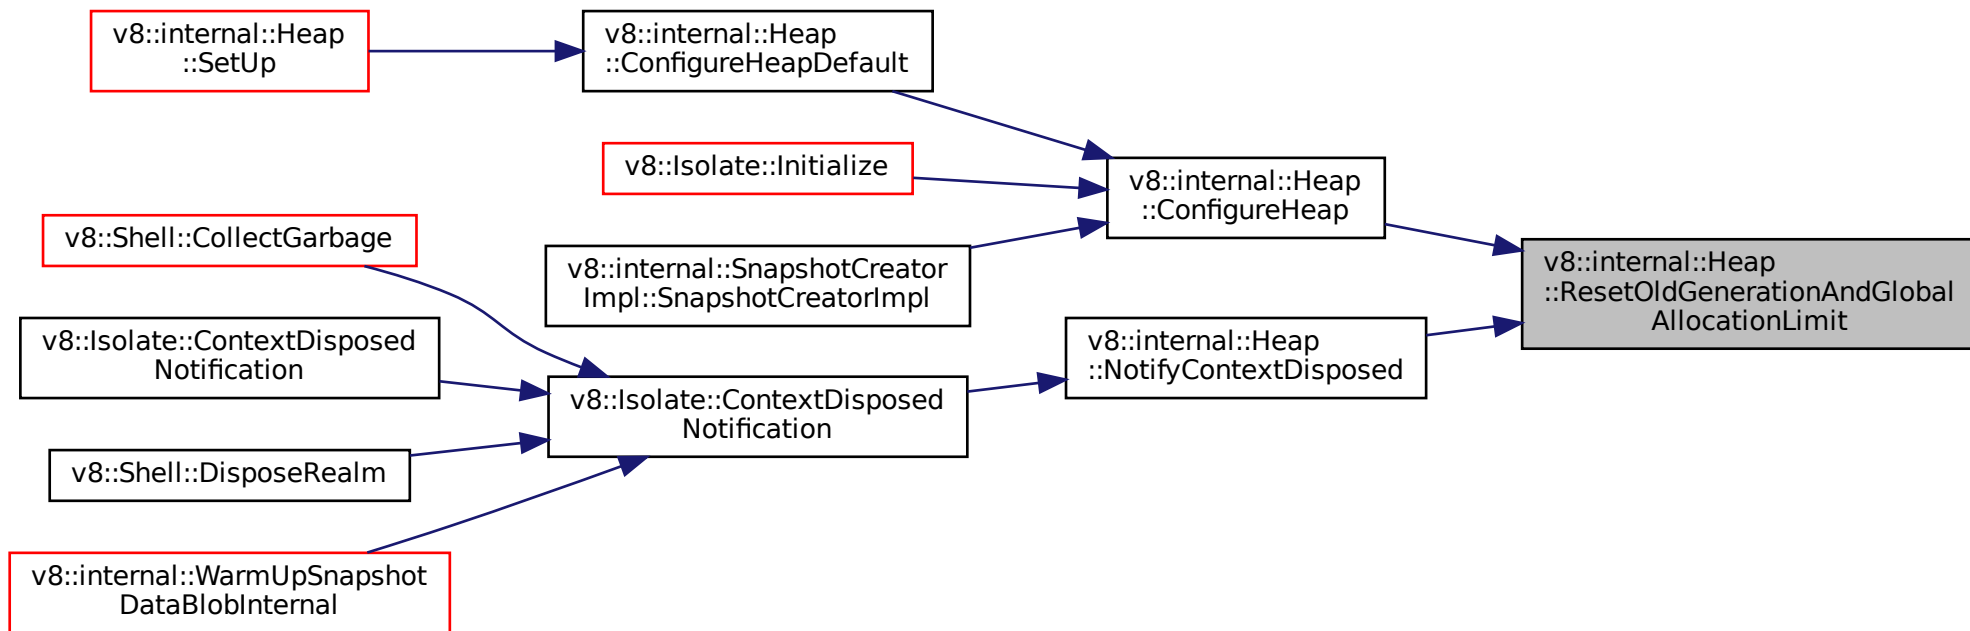 v8::internal::Heap
::SetUp
v8::internal::Heap
::ConfigureHeapDefault
v8::Isolate::Initialize
v8::internal::Heap
::ConfigureHeap
v8::Shell::CollectGarbage
v8::internal::SnapshotCreator
Impl::SnapshotCreatorImpl
v8::internal::Heap
::ResetOldGenerationAndGlobal
AllocationLimit
v8::Isolate::ContextDisposed
Notification
v8::internal::Heap
::NotifyContextDisposed
v8::Isolate::ContextDisposed
Notification
v8::Shell::DisposeRealm
v8::internal::WarmUpSnapshot
DataBlobInternal